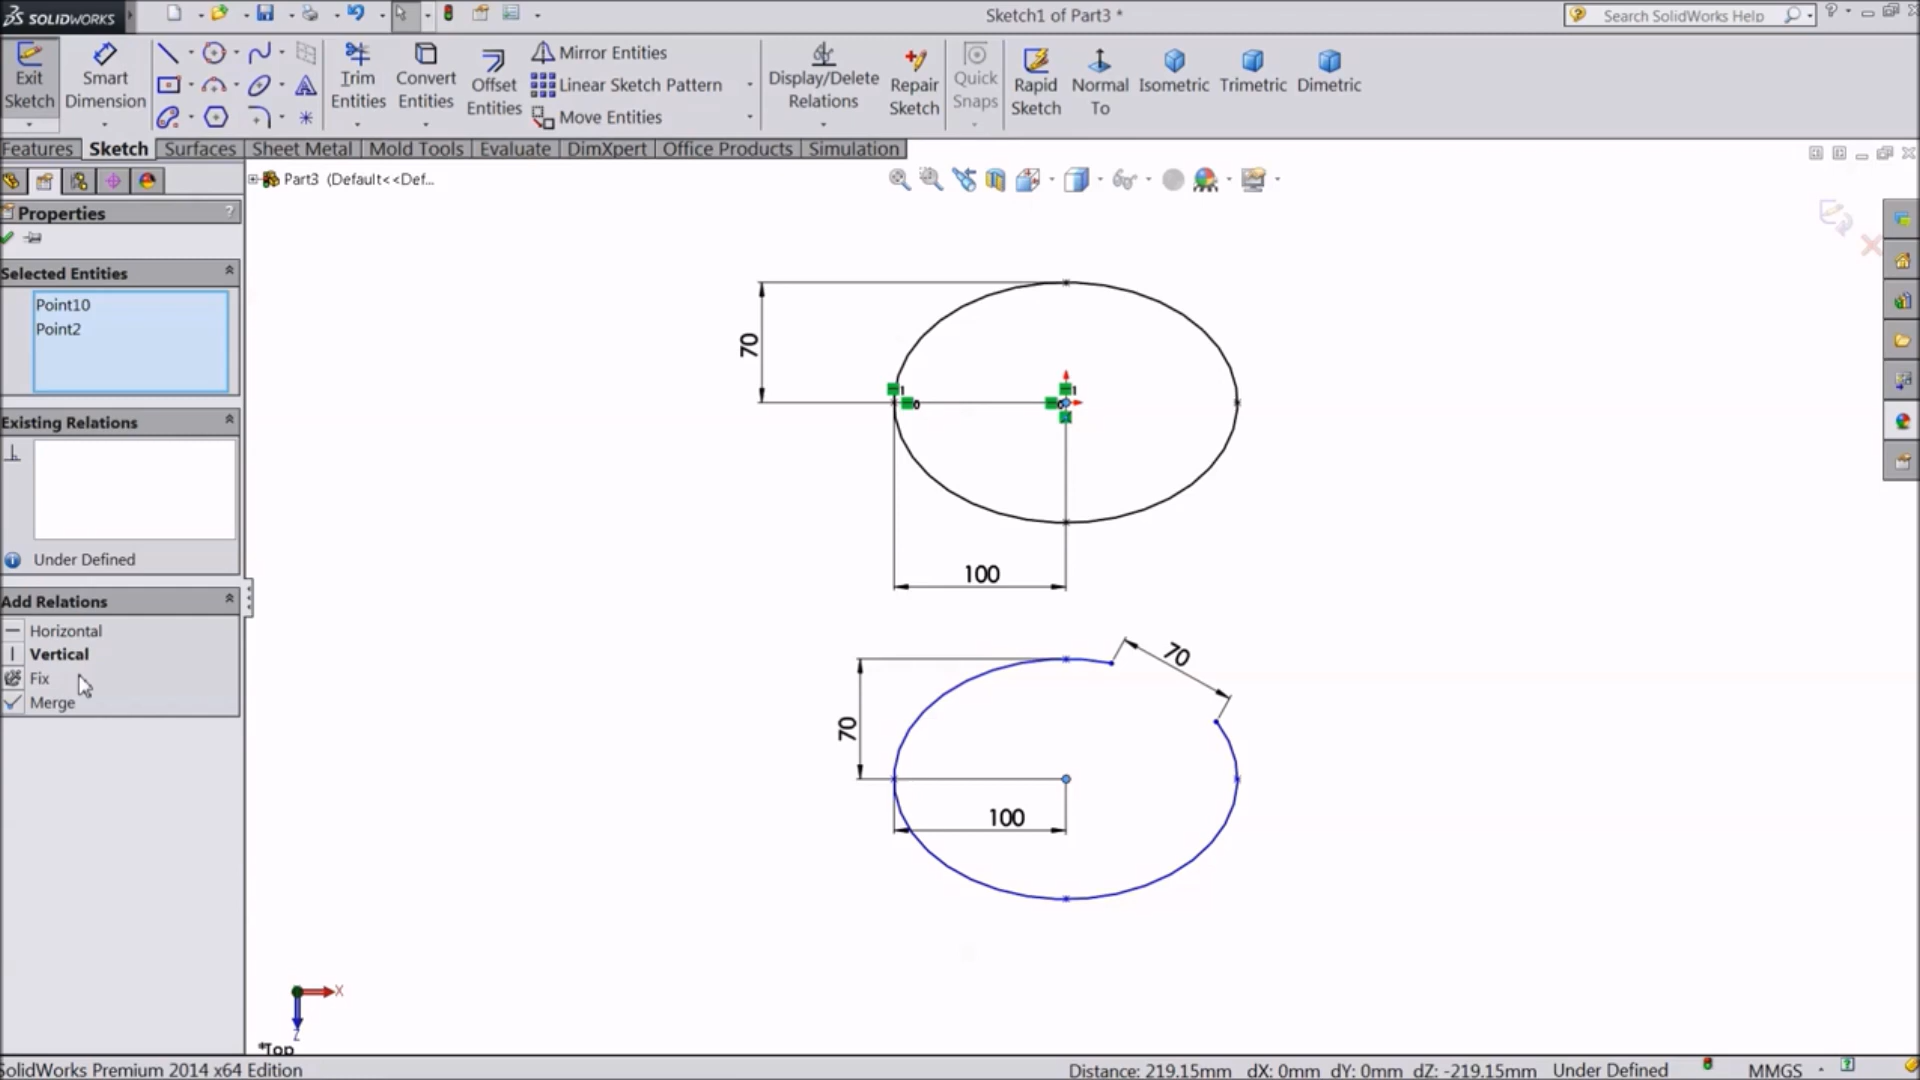 SOLIDWORKS
Sketch1 of Part3 *
Search SolidWorks Help
Exit Sketch
Smart Dimension
Trim Entities
Convert Entities
Offset Entities
Mirror Entities
Linear Sketch Pattern
Move Entities
Display/Delete Relations
Repair Sketch
Quick Snaps
Rapid Sketch
Normal To
Isometric
Trimetric
Dimetric
Features
Sketch
Surfaces
Sheet Metal
Mold Tools
Evaluate
DimXpert
Office Products
Simulation
Part3 (Default<<Def...
Properties
?
Selected Entities
Point10
Point2
Existing Relations
Under Defined
Add Relations
Horizontal
Vertical
Fix
Merge
70
100
70
70
100
X
Z
*Top
SolidWorks Premium 2014 x64 Edition
Distance: 219.15mm dX: 0mm dY: 0mm dZ: -219.15mm Under Defined
MMGS